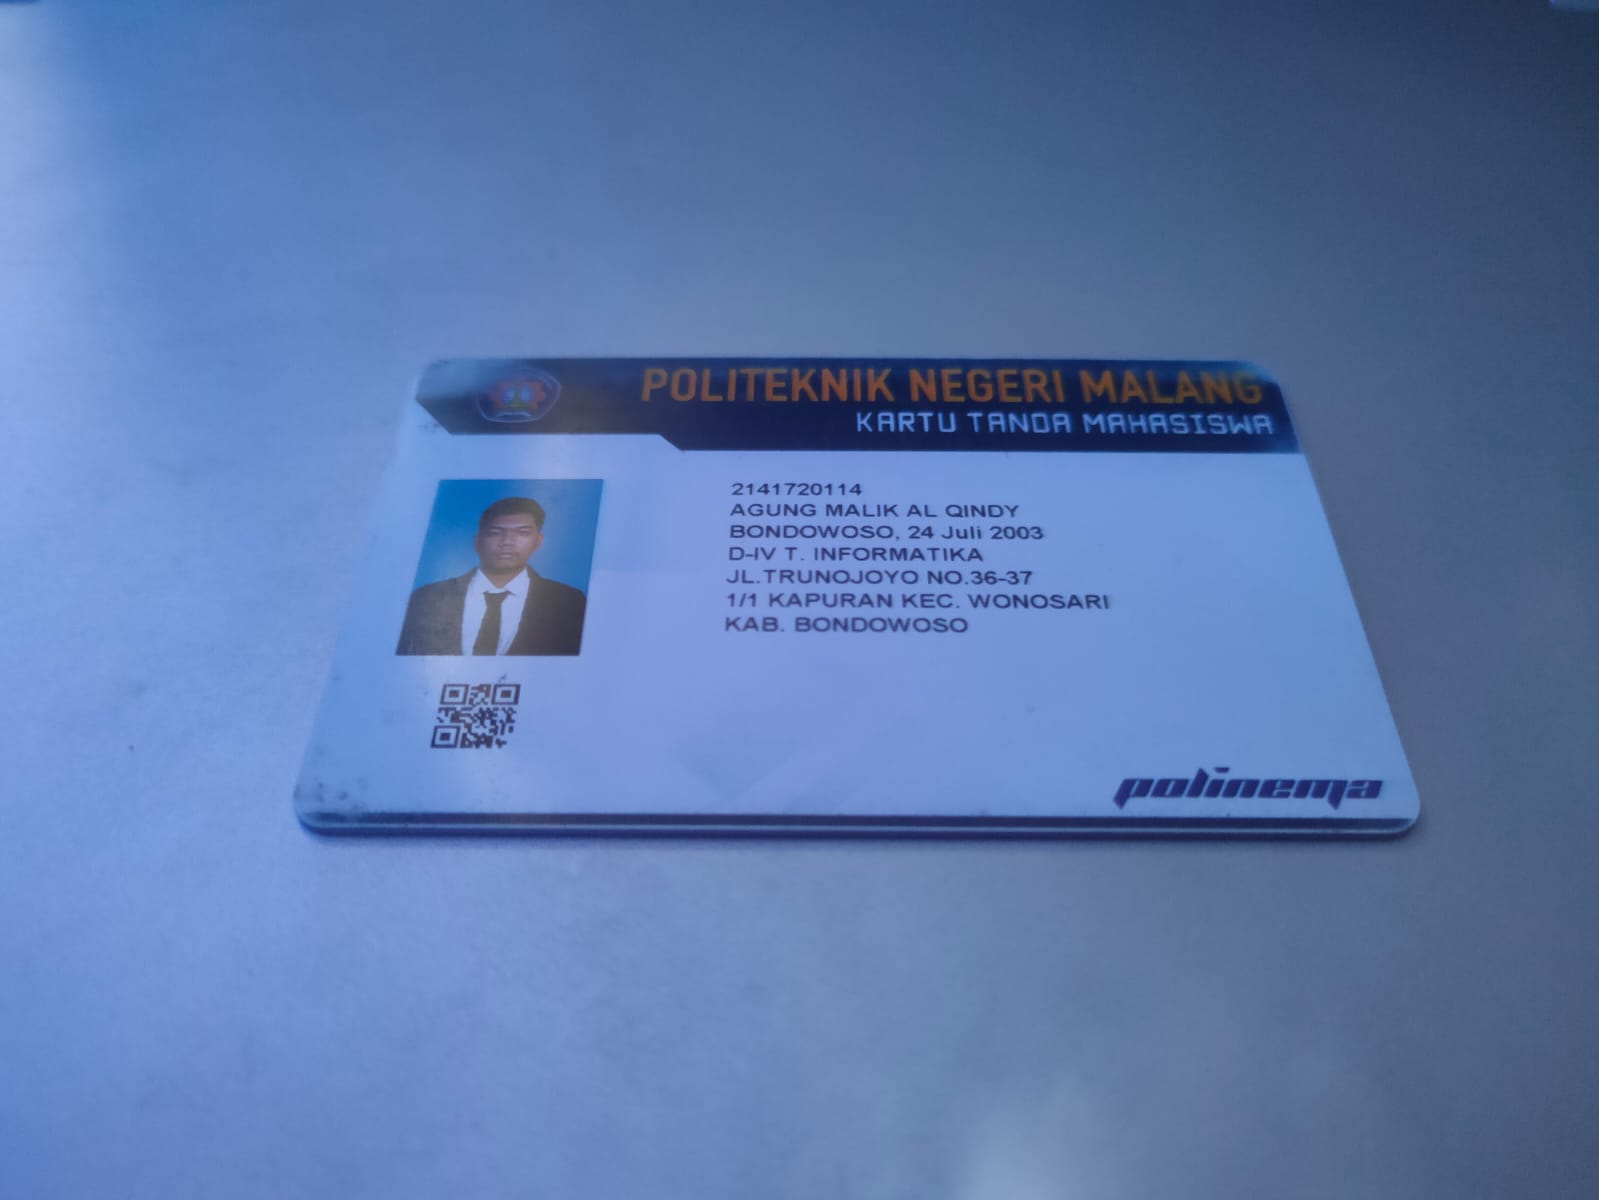 POLITEKNIK NEGERI MALANG
KARTU TANDA MAHASISWA
2141720114
AGUNG MALIK AL QINDY
BONDOWOSO, 24 Juli 2003
D-IV T. INFORMATIKA
JL.TRUNOJOYO NO.36-37
1/1 KAPURAN KEC. WONOSARI
KAB. BONDOWOSO
polinema